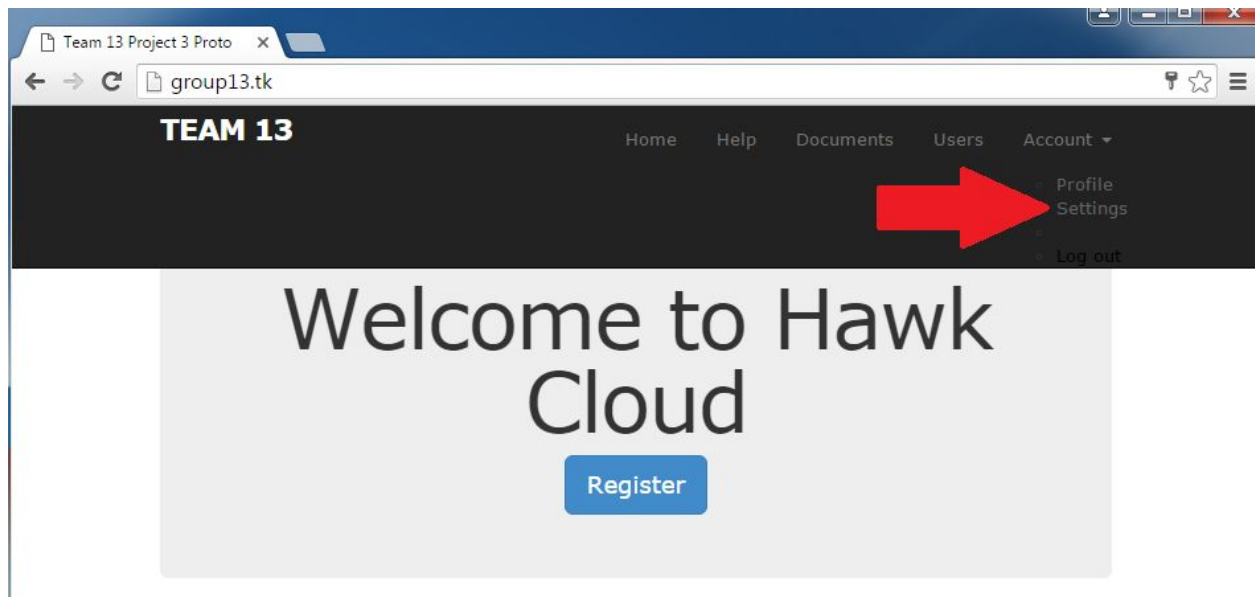 Team 13 Project 3 Proto
group13.tk
TEAM 13 Home Help Documents Users Account
Profile
Settings
Log out
Welcome to Hawk
Cloud
Register